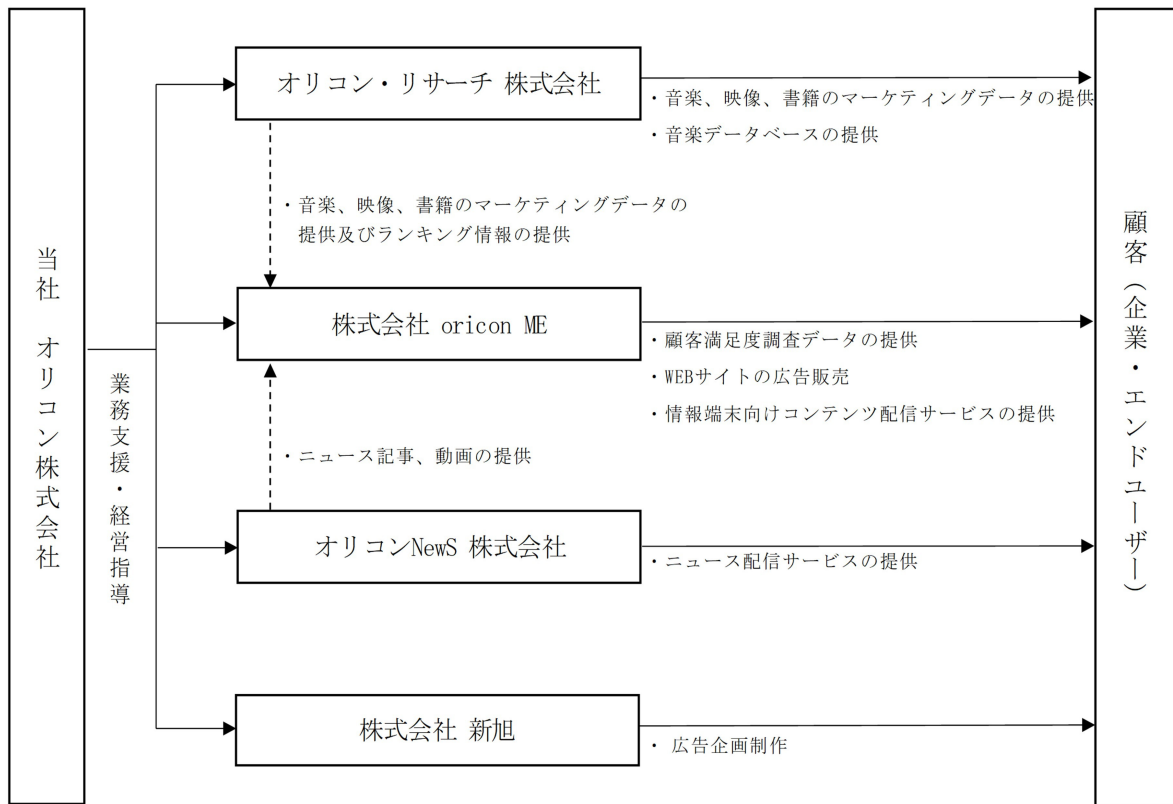 当社 オリコン株式会社
業務支援・経営指導
オリコン・リサーチ 株式会社
・音楽、映像、書籍のマーケティングデータの提供
・音楽データベースの提供
・音楽、映像、書籍のマーケティングデータの
提供及びランキング情報の提供
株式会社 oricon ME
・顧客満足度調査データの提供
・WEBサイトの広告販売
・情報端末向けコンテンツ配信サービスの提供
・ニュース記事、動画の提供
オリコンNewS 株式会社
・ニュース配信サービスの提供
株式会社 新旭
・ 広告企画制作
顧客(企業・エンドユーザー)